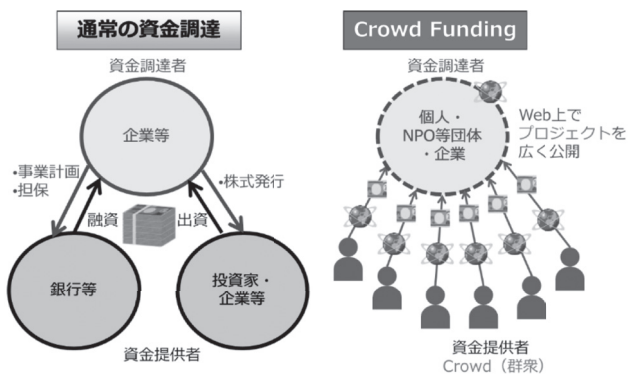 通常の資金調達
資金調達者
企業等
•事業計画
•担保
•株式発行
融資
出資
銀行等
投資家・
企業等
資金提供者
Crowd Funding
資金調達者
個人・
NPO等団体
・企業
Web上で
プロジェクトを
広く公開
資金提供者
Crowd（群衆）